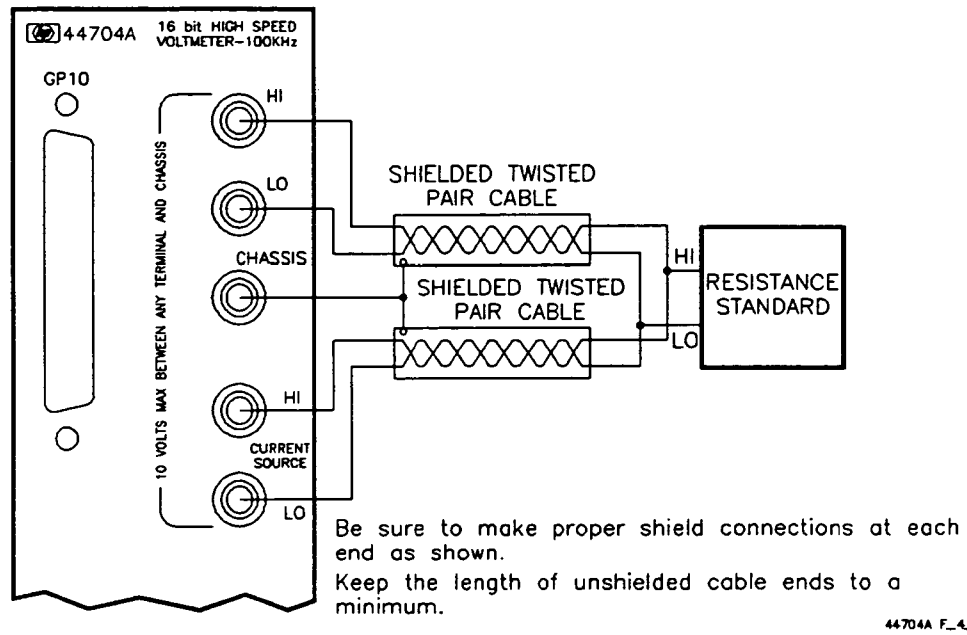 hp 44704A
16 bit HIGH SPEED
VOLTMETER-100KHz
GP10
10 VOLTS MAX BETWEEN ANY TERMINAL AND CHASSIS
HI
LO
CHASSIS
HI
CURRENT
SOURCE
LO
SHIELDED TWISTED
PAIR CABLE
SHIELDED TWISTED
PAIR CABLE
HI
LO
RESISTANCE
STANDARD
Be sure to make proper shield connections at each
end as shown.
Keep the length of unshielded cable ends to a
minimum.
44704A F_4_